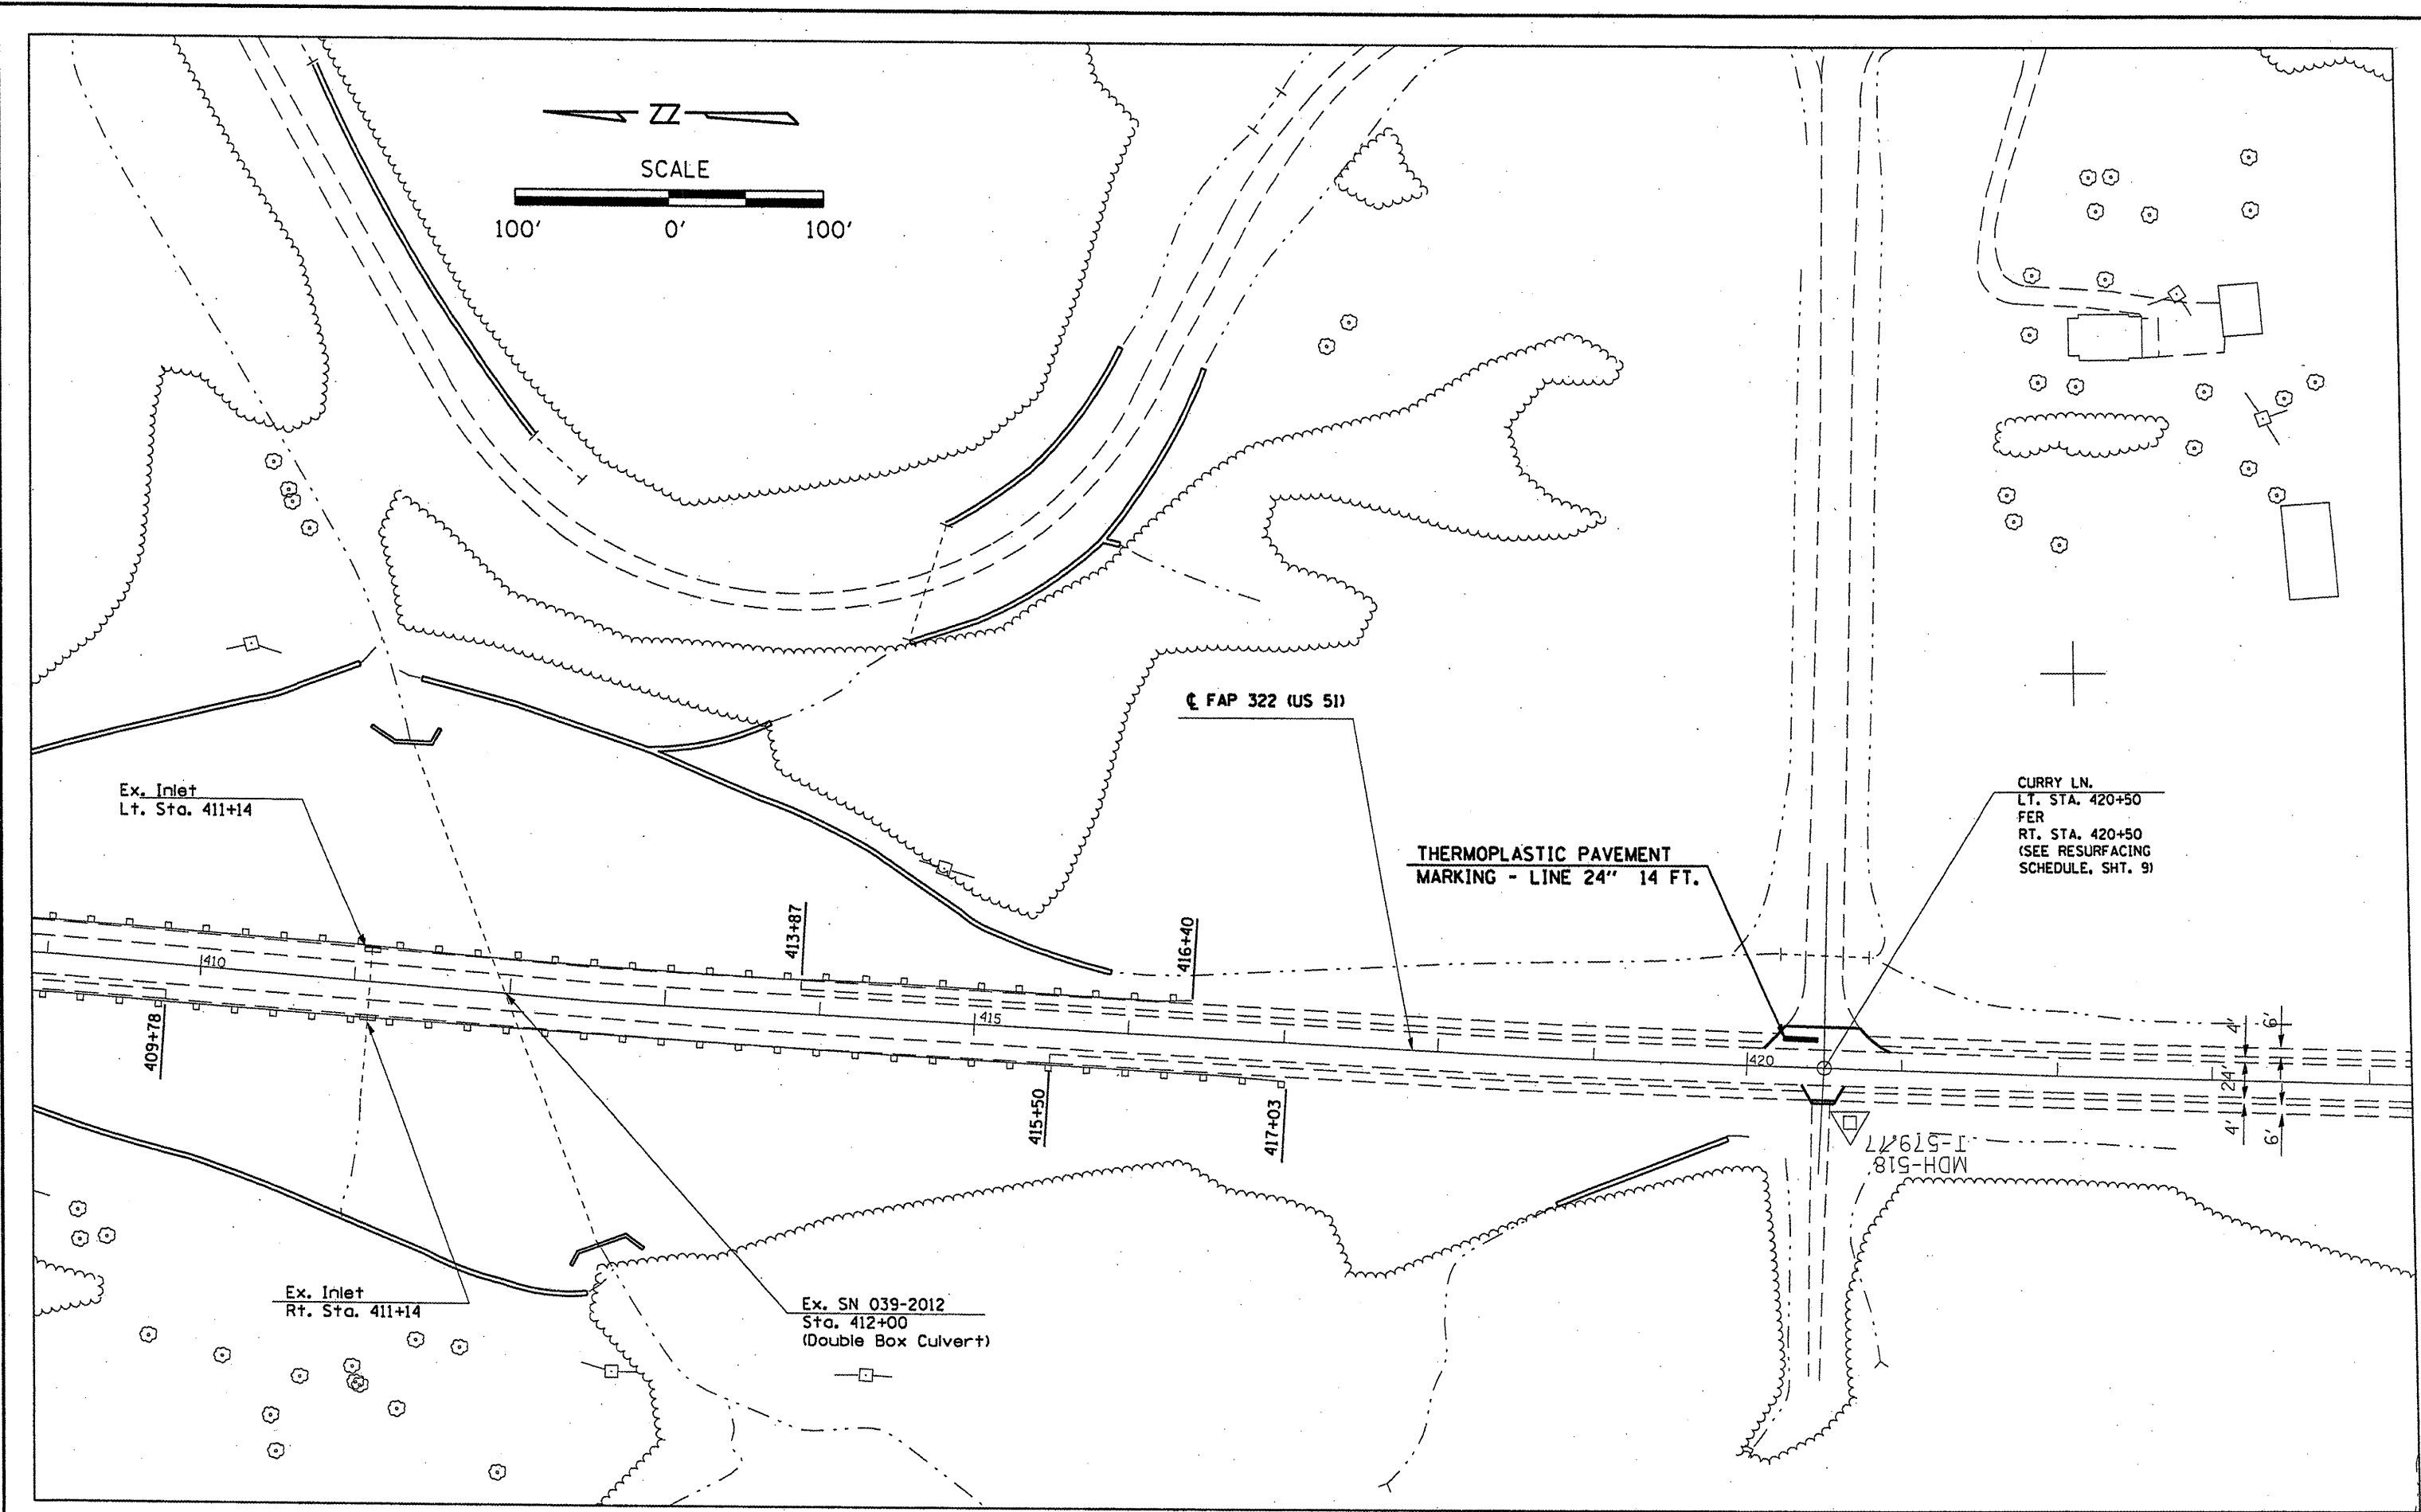 ZZ
SCALE
100' 0' 100'
℄ FAP 322 (US 51)
Ex. Inlet
Lt. Sta. 411+14
CURRY LN.
LT. STA. 420+50
FER
RT. STA. 420+50
(SEE RESURFACING
SCHEDULE, SHT. 9)
THERMOPLASTIC PAVEMENT
MARKING - LINE 24" 14 FT.
413+87
416+40
410
415
420
409+78
415+50
417+03
4' 6'
24'
4' 6'
MDH-518
T-579.77
Ex. Inlet
Rt. Sta. 411+14
Ex. SN 039-2012
Sta. 412+00
(Double Box Culvert)